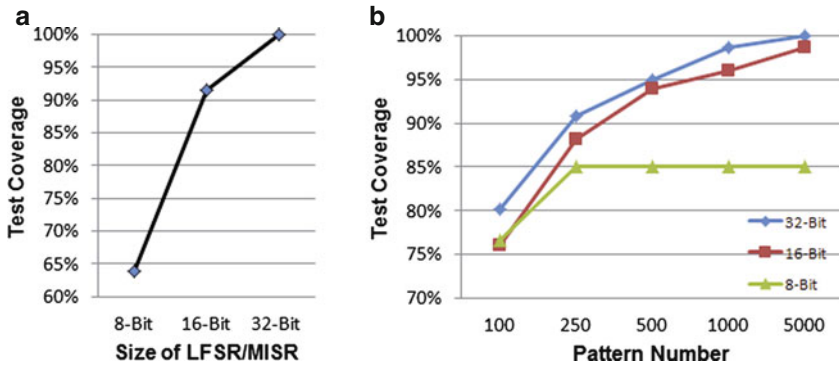 a
100%
95%
90%
85%
80%
75%
70%
65%
60%
Test Coverage
8-Bit 16-Bit 32-Bit
Size of LFSR/MISR
b
100%
95%
90%
85%
80%
75%
70%
Test Coverage
32-Bit
16-Bit
8-Bit
100 250 500 1000 5000
Pattern Number